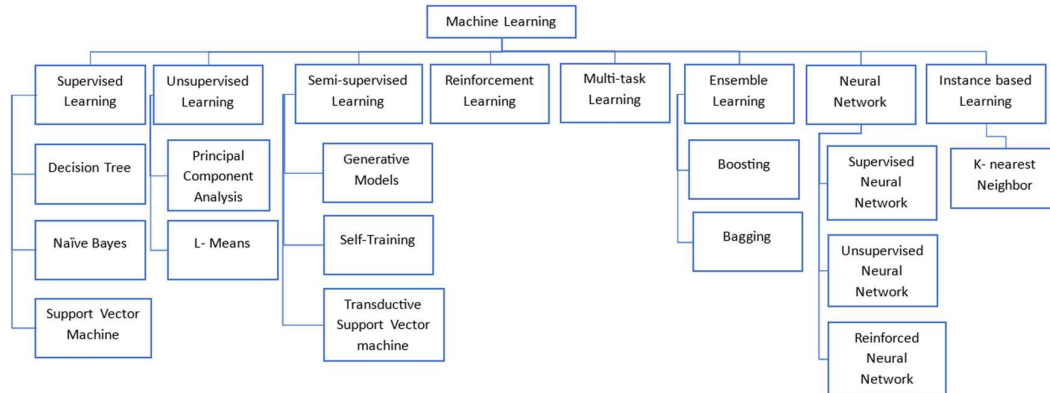 Machine Learning
Supervised
Learning
Unsupervised
Learning
Semi-supervised
Learning
Reinforcement
Learning
Multi-task
Learning
Ensemble
Learning
Neural
Network
Instance based
Learning
Decision Tree
Naïve Bayes
Support Vector
Machine
Principal
Component
Analysis
L- Means
Generative
Models
Self-Training
Transductive
Support Vector
machine
Boosting
Bagging
Supervised
Neural
Network
Unsupervised
Neural
Network
Reinforced
Neural
Network
K- nearest
Neighbor